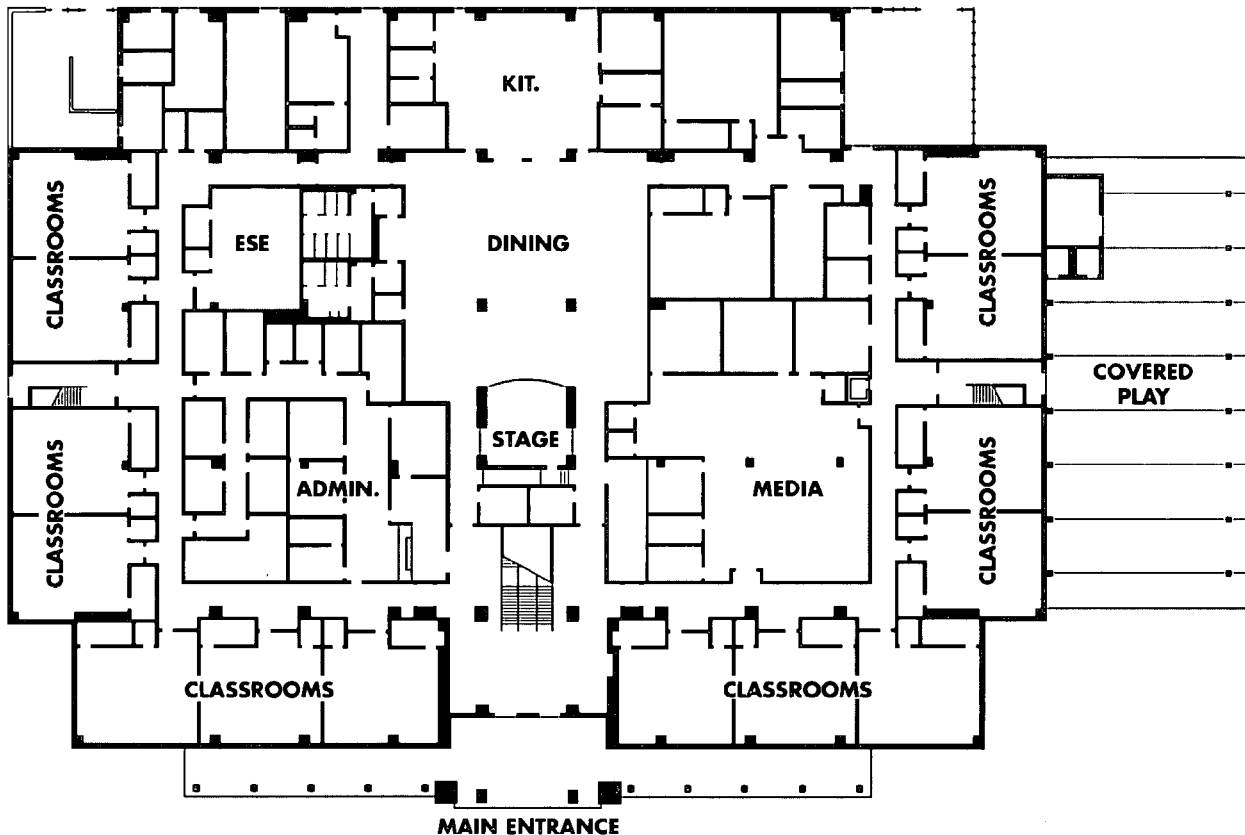 KIT.
CLASSROOMS
ESE
DINING
CLASSROOMS
COVERED
PLAY
CLASSROOMS
ADMIN.
STAGE
MEDIA
CLASSROOMS
CLASSROOMS
CLASSROOMS
MAIN ENTRANCE